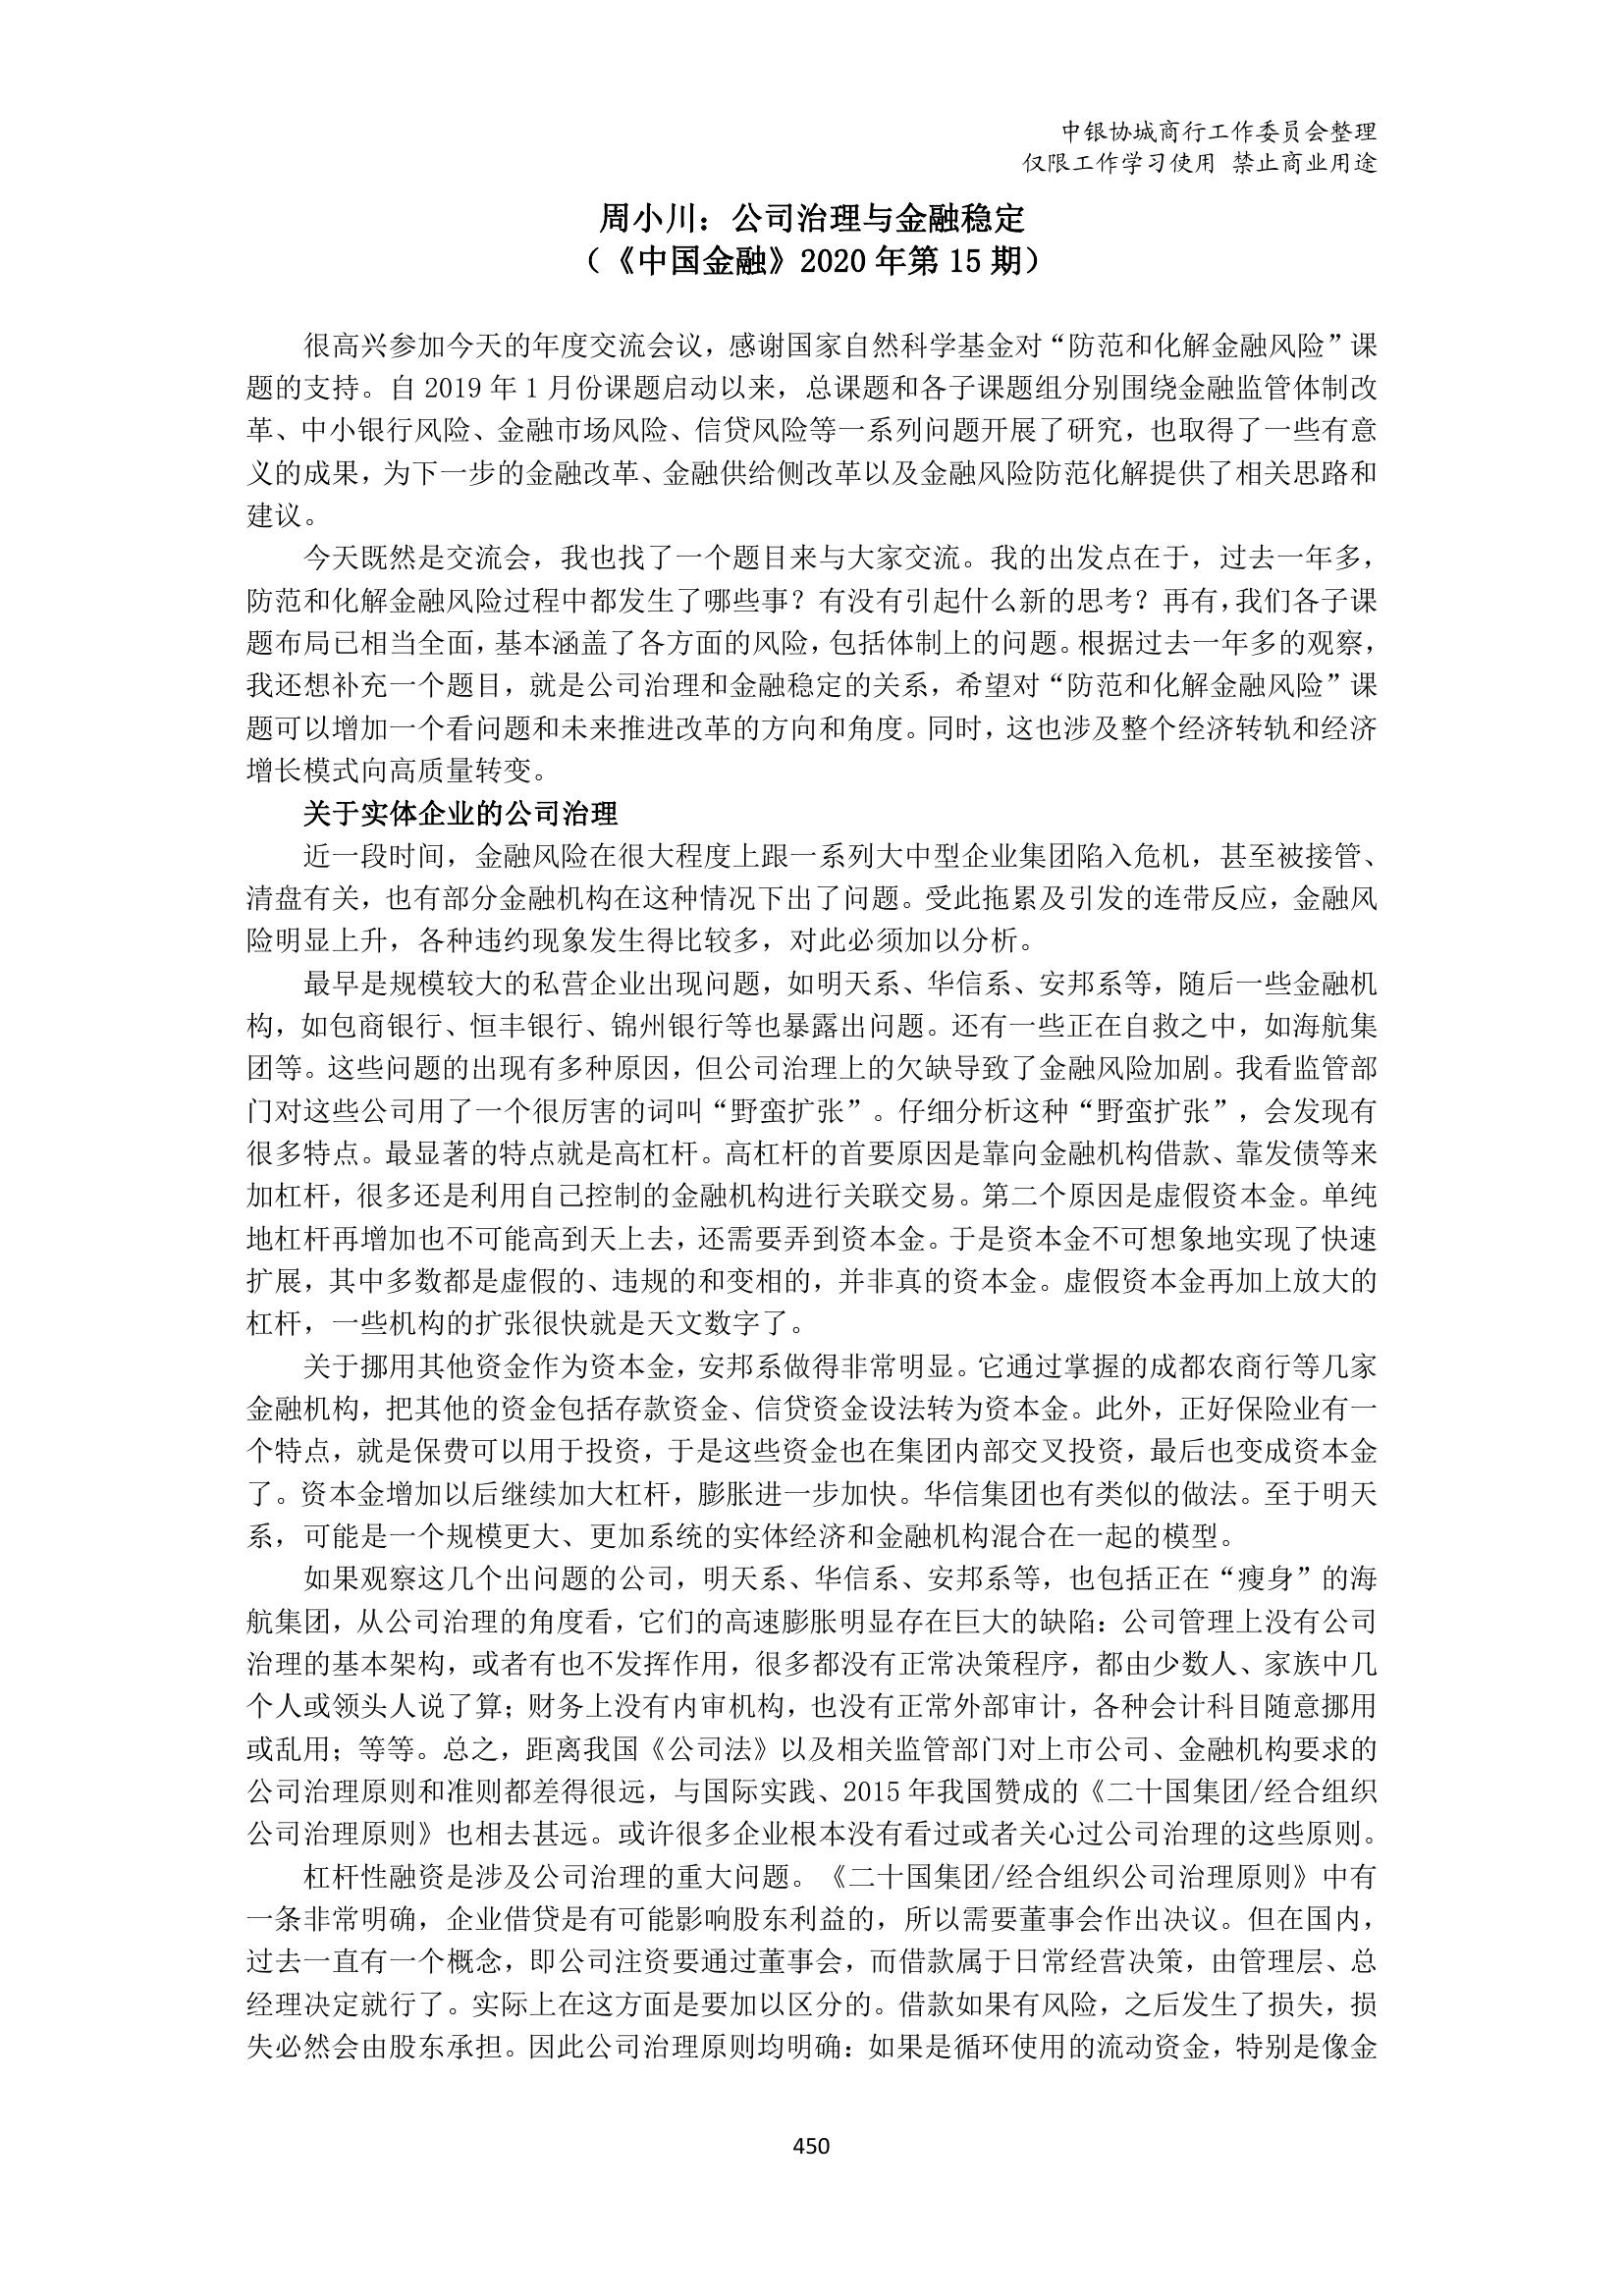 中银协城商行工作委员会整理
仅限工作学习使用 禁止商业用途
周小川：公司治理与金融稳定
（《中国金融》2020 年第 15 期）
很高兴参加今天的年度交流会议，感谢国家自然科学基金对“防范和化解金融风险”课
题的支持。自 2019 年 1 月份课题启动以来，总课题和各子课题组分别围绕金融监管体制改
革、中小银行风险、金融市场风险、信贷风险等一系列问题开展了研究，也取得了一些有意
义的成果，为下一步的金融改革、金融供给侧改革以及金融风险防范化解提供了相关思路和
建议。
今天既然是交流会，我也找了一个题目来与大家交流。我的出发点在于，过去一年多，
防范和化解金融风险过程中都发生了哪些事？有没有引起什么新的思考？再有，我们各子课
题布局已相当全面，基本涵盖了各方面的风险，包括体制上的问题。根据过去一年多的观察，
我还想补充一个题目，就是公司治理和金融稳定的关系，希望对“防范和化解金融风险”课
题可以增加一个看问题和未来推进改革的方向和角度。同时，这也涉及整个经济转轨和经济
增长模式向高质量转变。
关于实体企业的公司治理
近一段时间，金融风险在很大程度上跟一系列大中型企业集团陷入危机，甚至被接管、
清盘有关，也有部分金融机构在这种情况下出了问题。受此拖累及引发的连带反应，金融风
险明显上升，各种违约现象发生得比较多，对此必须加以分析。
最早是规模较大的私营企业出现问题，如明天系、华信系、安邦系等，随后一些金融机
构，如包商银行、恒丰银行、锦州银行等也暴露出问题。还有一些正在自救之中，如海航集
团等。这些问题的出现有多种原因，但公司治理上的欠缺导致了金融风险加剧。我看监管部
门对这些公司用了一个很厉害的词叫“野蛮扩张”。仔细分析这种“野蛮扩张”，会发现有
很多特点。最显著的特点就是高杠杆。高杠杆的首要原因是靠向金融机构借款、靠发债等来
加杠杆，很多还是利用自己控制的金融机构进行关联交易。第二个原因是虚假资本金。单纯
地杠杆再增加也不可能高到天上去，还需要弄到资本金。于是资本金不可想象地实现了快速
扩展，其中多数都是虚假的、违规的和变相的，并非真的资本金。虚假资本金再加上放大的
杠杆，一些机构的扩张很快就是天文数字了。
关于挪用其他资金作为资本金，安邦系做得非常明显。它通过掌握的成都农商行等几家
金融机构，把其他的资金包括存款资金、信贷资金设法转为资本金。此外，正好保险业有一
个特点，就是保费可以用于投资，于是这些资金也在集团内部交叉投资，最后也变成资本金
了。资本金增加以后继续加大杠杆，膨胀进一步加快。华信集团也有类似的做法。至于明天
系，可能是一个规模更大、更加系统的实体经济和金融机构混合在一起的模型。
如果观察这几个出问题的公司，明天系、华信系、安邦系等，也包括正在“瘦身”的海
航集团，从公司治理的角度看，它们的高速膨胀明显存在巨大的缺陷：公司管理上没有公司
治理的基本架构，或者有也不发挥作用，很多都没有正常决策程序，都由少数人、家族中几
个人或领头人说了算；财务上没有内审机构，也没有正常外部审计，各种会计科目随意挪用
或乱用；等等。总之，距离我国《公司法》以及相关监管部门对上市公司、金融机构要求的
公司治理原则和准则都差得很远，与国际实践、2015 年我国赞成的《二十国集团/经合组织
公司治理原则》也相去甚远。或许很多企业根本没有看过或者关心过公司治理的这些原则。
杠杆性融资是涉及公司治理的重大问题。《二十国集团/经合组织公司治理原则》中有
一条非常明确，企业借贷是有可能影响股东利益的，所以需要董事会作出决议。但在国内，
过去一直有一个概念，即公司注资要通过董事会，而借款属于日常经营决策，由管理层、总
经理决定就行了。实际上在这方面是要加以区分的。借款如果有风险，之后发生了损失，损
失必然会由股东承担。因此公司治理原则均明确：如果是循环使用的流动资金，特别是像金
450